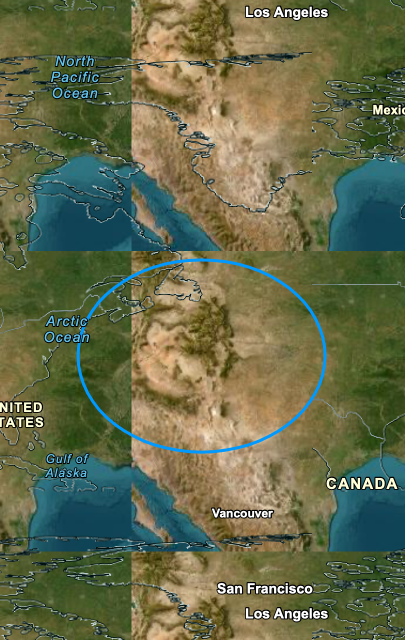 Los Angeles
North
Pacific
Ocean
Mexic
Arctic
Ocean
NITED
TATES
Gulf of
Alaska
CANADA
Vancouver
San Francisco
Los Angeles